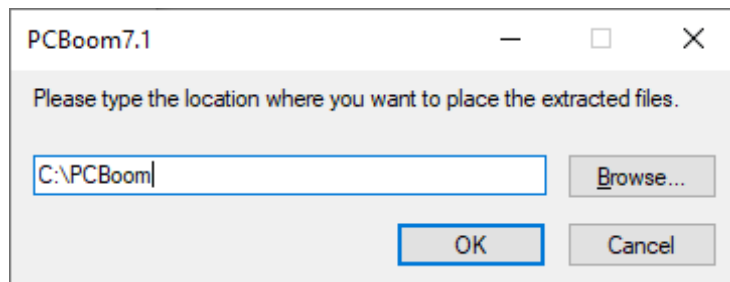 PCBoom7.1
Please type the location where you want to place the extracted files.
C:\PCBoom
Browse...
OK
Cancel